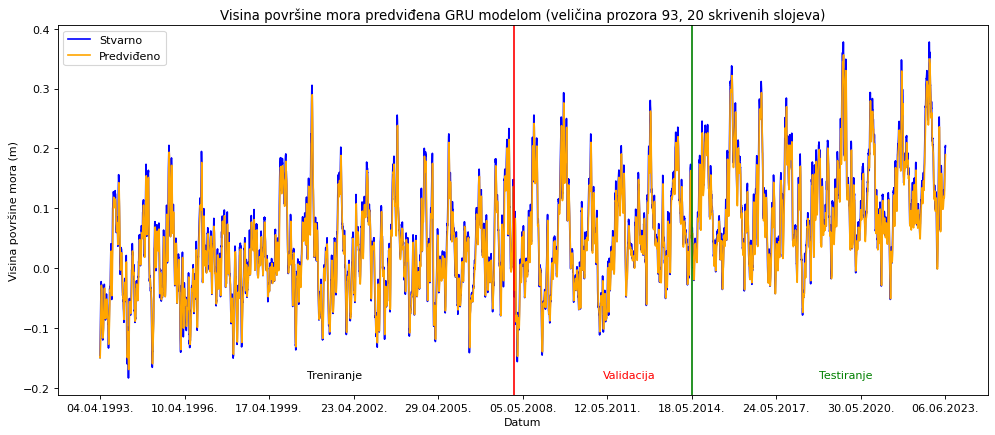 Visina površine mora predviđena GRU modelom (veličina prozora 93, 20 skrivenih slojeva)
Stvarno
Predviđeno
Visina površine mora (m)
0.4
0.3
0.2
0.1
0.0
−0.1
−0.2
Treniranje
Validacija
Testiranje
04.04.1993.
10.04.1996.
17.04.1999.
23.04.2002.
29.04.2005.
05.05.2008.
12.05.2011.
18.05.2014.
24.05.2017.
30.05.2020.
06.06.2023.
Datum